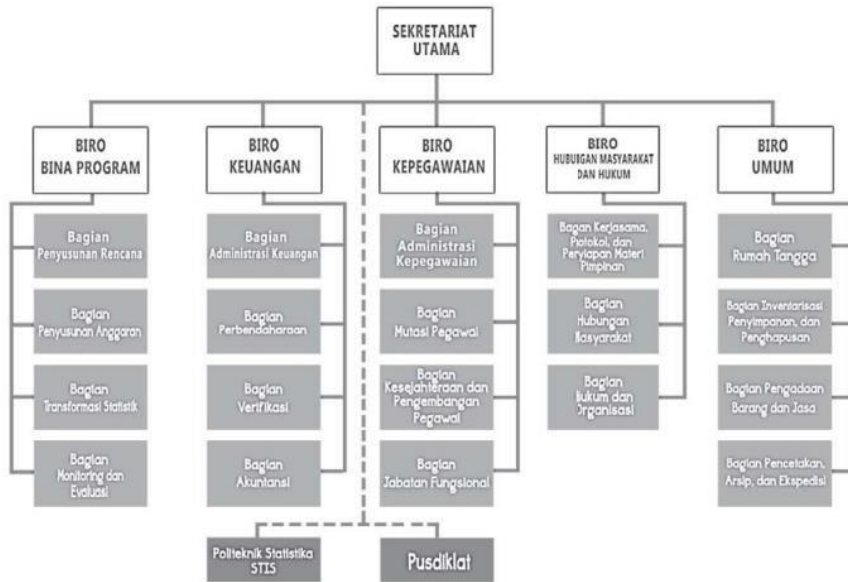 SEKRETARIAT
UTAMA
BIRO
BINA PROGRAM
BIRO
KEUANGAN
BIRO
KEPEGAWAIAN
BIRO
HUBUNGAN MASYARAKAT
DAN HUKUM
BIRO
UMUM
Bagian
Penyusunan Rencana
Bagian
Penyusunan Anggaran
Bagian
Transformasi Statistik
Bagian
Monitoring dan
Evaluasi
Bagian
Administrasi Keuangan
Bagian
Perbendaharaan
Bagian
Verifikasi
Bagian
Akuntansi
Bagian
Administrasi
Kepegawaian
Bagian
Mutasi Pegawai
Bagian
Kesejahteraan dan
Pengembangan
Pegawai
Bagian
Jabatan Fungsional
Bagan Kerjasama,
Protokol, dan
Penyiapan Materi
Pimpinan
Bagian
Hubungan
Masyarakat
Bagian
Hukum dan
Organisasi
Bagian
Rumah Tangga
Bagian Inventarisasi
Penyimpanan, dan
Penghapusan
Bagian Pengadaan
Barang dan Jasa
Bagian Pencetakan,
Arsip, dan Ekspedisi
Politeknik Statistika
STIS
Pusdiklat